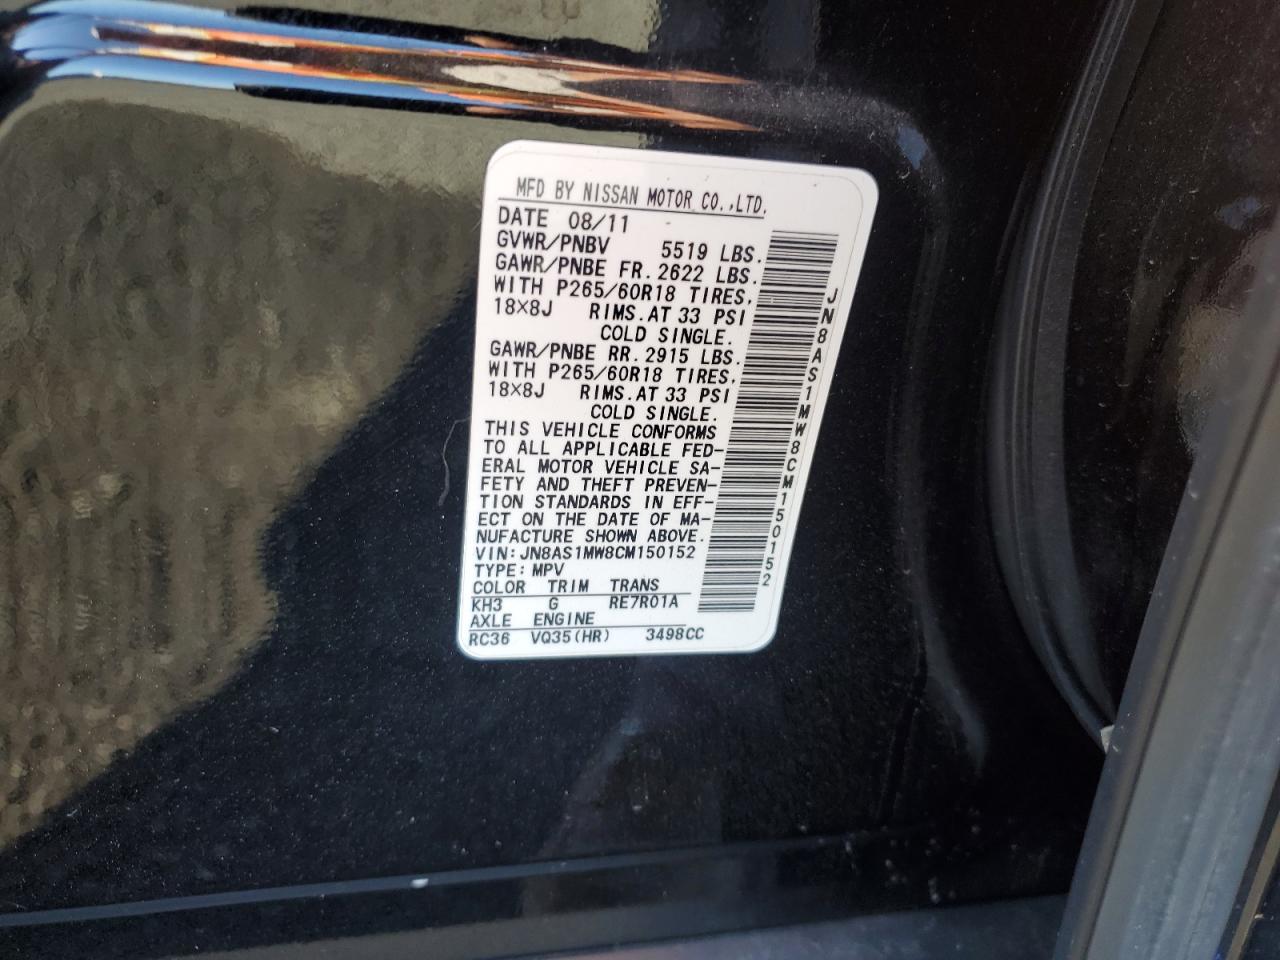 MFD BY NISSAN MOTOR CO.,LTD.
DATE 08/11
GVWR/PNBV 5519 LBS.
GAWR/PNBE FR. 2622 LBS.
WITH P265/60R18 TIRES,
18X8J RIMS.AT 33 PSI
COLD SINGLE.
GAWR/PNBE RR. 2915 LBS.
WITH P265/60R18 TIRES,
18X8J RIMS.AT 33 PSI
COLD SINGLE.
THIS VEHICLE CONFORMS
TO ALL APPLICABLE FED-
ERAL MOTOR VEHICLE SA-
FETY AND THEFT PREVEN-
TION STANDARDS IN EFF-
ECT ON THE DATE OF MA-
NUFACTURE SHOWN ABOVE.
VIN: JN8AS1MW8CM150152
TYPE: MPV
COLOR TRIM TRANS
KH3 G RE7R01A
AXLE ENGINE
RC36 VQ35(HR) 3498CC
JN8AS1MW8CM150152